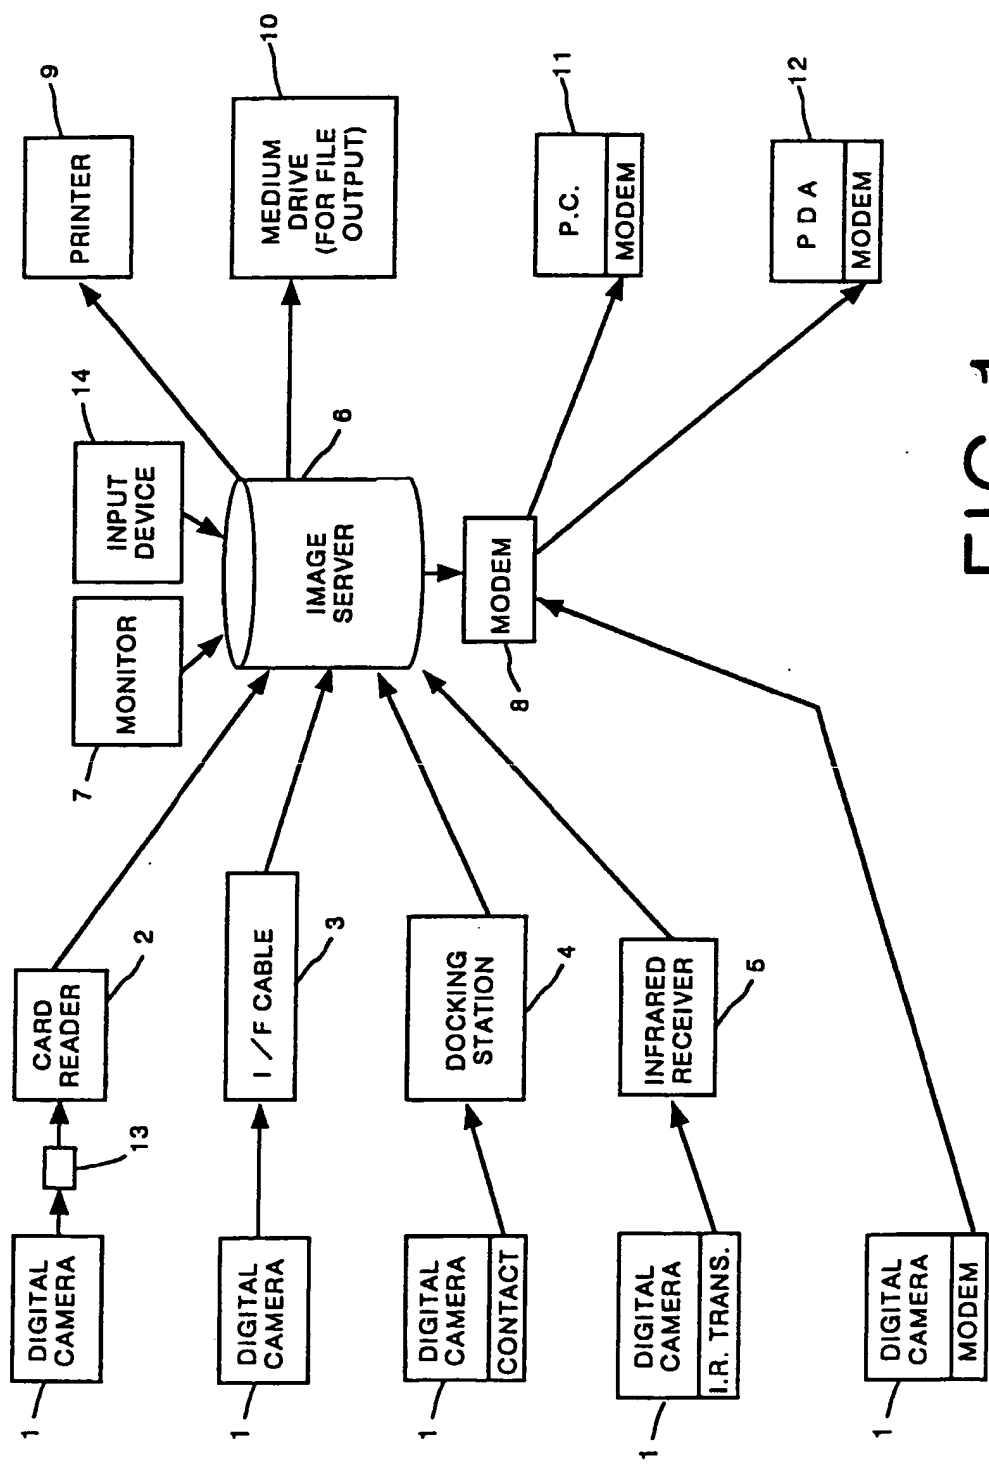 1
DIGITAL
CAMERA
13
CARD
READER
2
7
MONITOR
INPUT
DEVICE
14
PRINTER
9
1
DIGITAL
CAMERA
I/F CABLE
3
IMAGE
SERVER
6
MEDIUM
DRIVE
(FOR FILE
OUTPUT)
10
1
DIGITAL
CAMERA
CONTACT
DOCKING
STATION
4
8
MODEM
P.C.
MODEM
11
1
DIGITAL
CAMERA
I.R. TRANS.
INFRARED
RECEIVER
5
PDA
MODEM
12
1
DIGITAL
CAMERA
MODEM